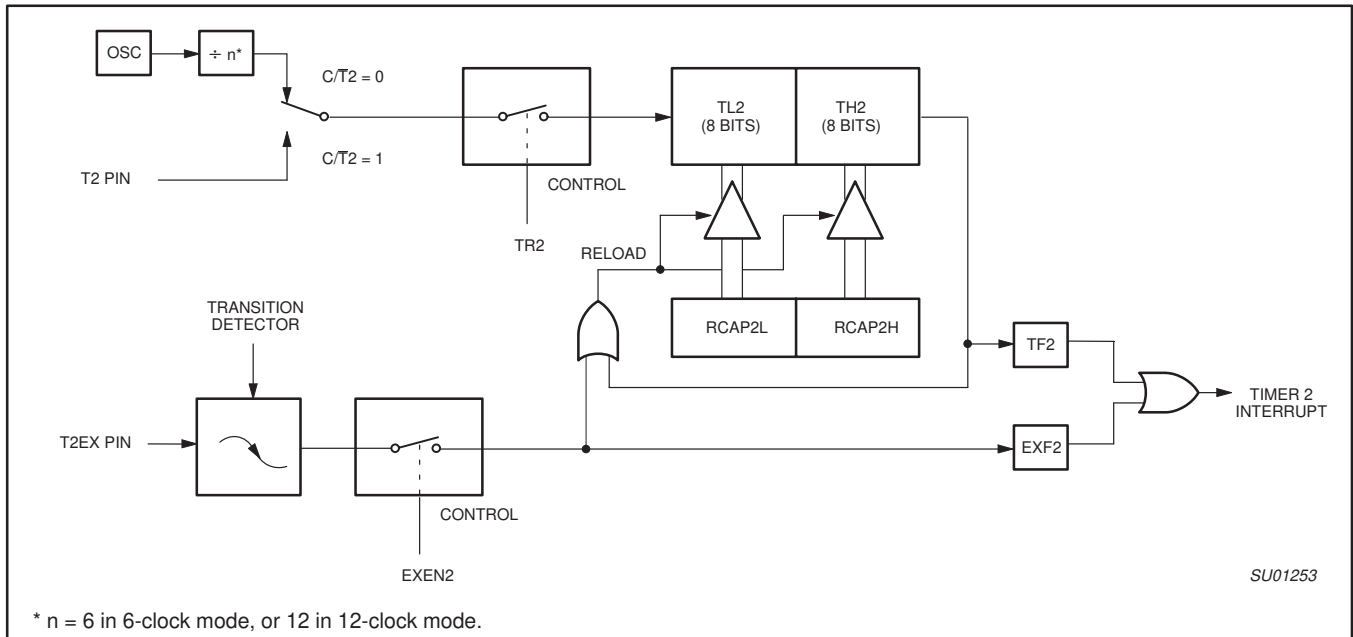 OSC
÷ n*
C/T̅2 = 0
C/T̅2 = 1
T2 PIN
CONTROL
TR2
TL2
(8 BITS)
TH2
(8 BITS)
RELOAD
RCAP2L
RCAP2H
TRANSITION
DETECTOR
T2EX PIN
CONTROL
EXEN2
TF2
EXF2
TIMER 2
INTERRUPT
SU01253
* n = 6 in 6-clock mode, or 12 in 12-clock mode.